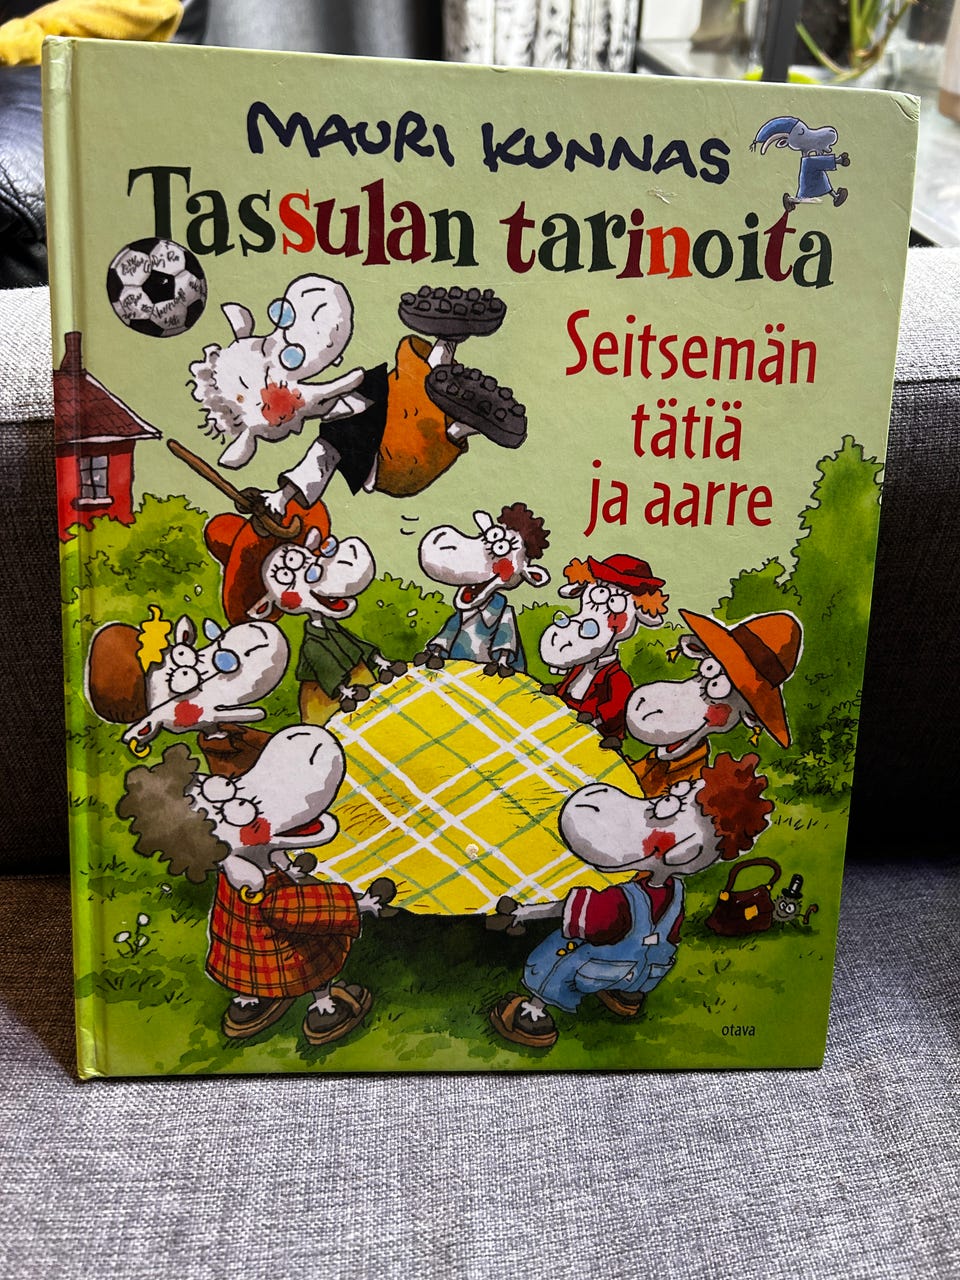 MAURI KUNNAS
Tassulan tarinoita
Seitsemän
tätiä
ja aarre
otava